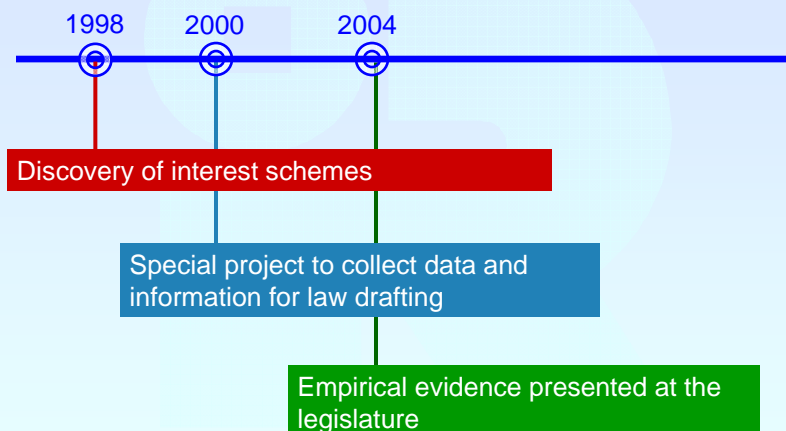 1998 2000 2004
Discovery of interest schemes
Special project to collect data and
information for law drafting
Empirical evidence presented at the
legislature